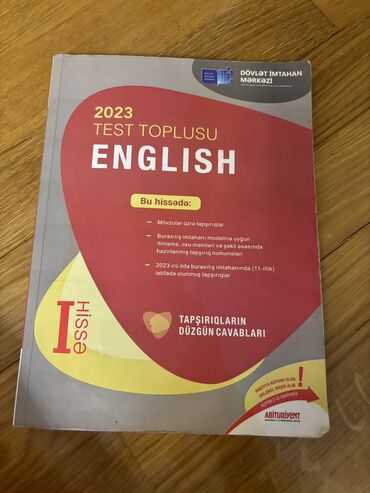 DÖVLƏT İMTAHAN
MƏRKƏZİ
2023
TEST TOPLUSU
ENGLISH
Bu hissədə:
Mövzular üzrə tapşırıqlar
Buraxılış imtahanı modelinə uyğun
dinləmə, oxu mətnləri və şəkil əsasında
hazırlanmış tapşırıq nümunələri
2023-cü ildə buraxılış imtahanında (11-illik)
istifadə olunmuş tapşırıqlar
I Hissə
TAPŞIRIQLARIN
DÜZGÜN CAVABLARI
ABİTURİYENT